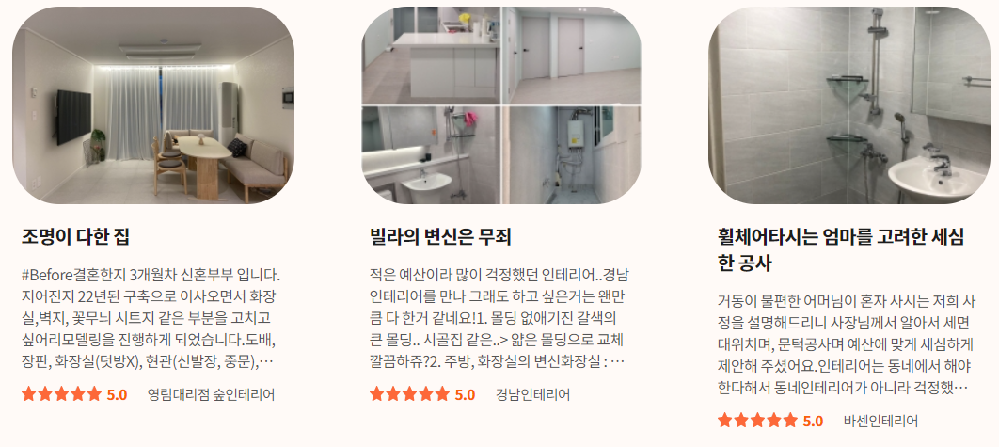 조명이 다한 집
#Before결혼한지 3개월차 신혼부부 입니다.
지어진지 22년된 구축으로 이사오면서 화장
실,벽지, 꽃무늬 시트지 같은 부분을 고치고
싶어리모델링을 진행하게 되었습니다.도배,
장판, 화장실(덧방X), 현관(신발장, 중문),…
5.0 영림대리점 숲인테리어
빌라의 변신은 무죄
적은 예산이라 많이 걱정했던 인테리어..경남
인테리어를 만나 그래도 하고 싶은거는 왠만
큼 다 한거 같네요!1. 몰딩 없애기진 갈색의
큰 몰딩.. 시골집 같은..> 얇은 몰딩으로 교체
깔끔하쥬?2. 주방, 화장실의 변신화장실 : …
5.0 경남인테리어
휠체어타시는 엄마를 고려한 세심
한 공사
거동이 불편한 어머님이 혼자 사시는 저희 사
정을 설명해드리니 사장님께서 알아서 세면
대위치며, 문턱공사며 예산에 맞게 세심하게
제안해 주셨어요.인테리어는 동네에서 해야
한다해서 동네인테리어가 아니라 걱정했…
5.0 바센인테리어